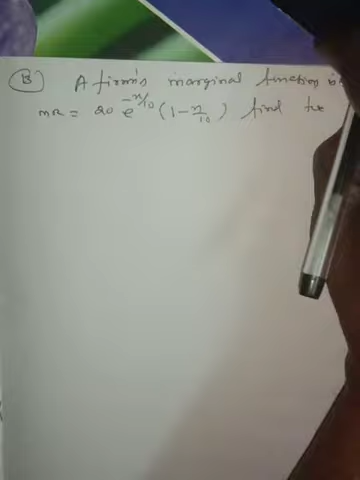 (B) A firm's marginal function is
MR = 20 e^{-x/10} (1 - x/10) find the